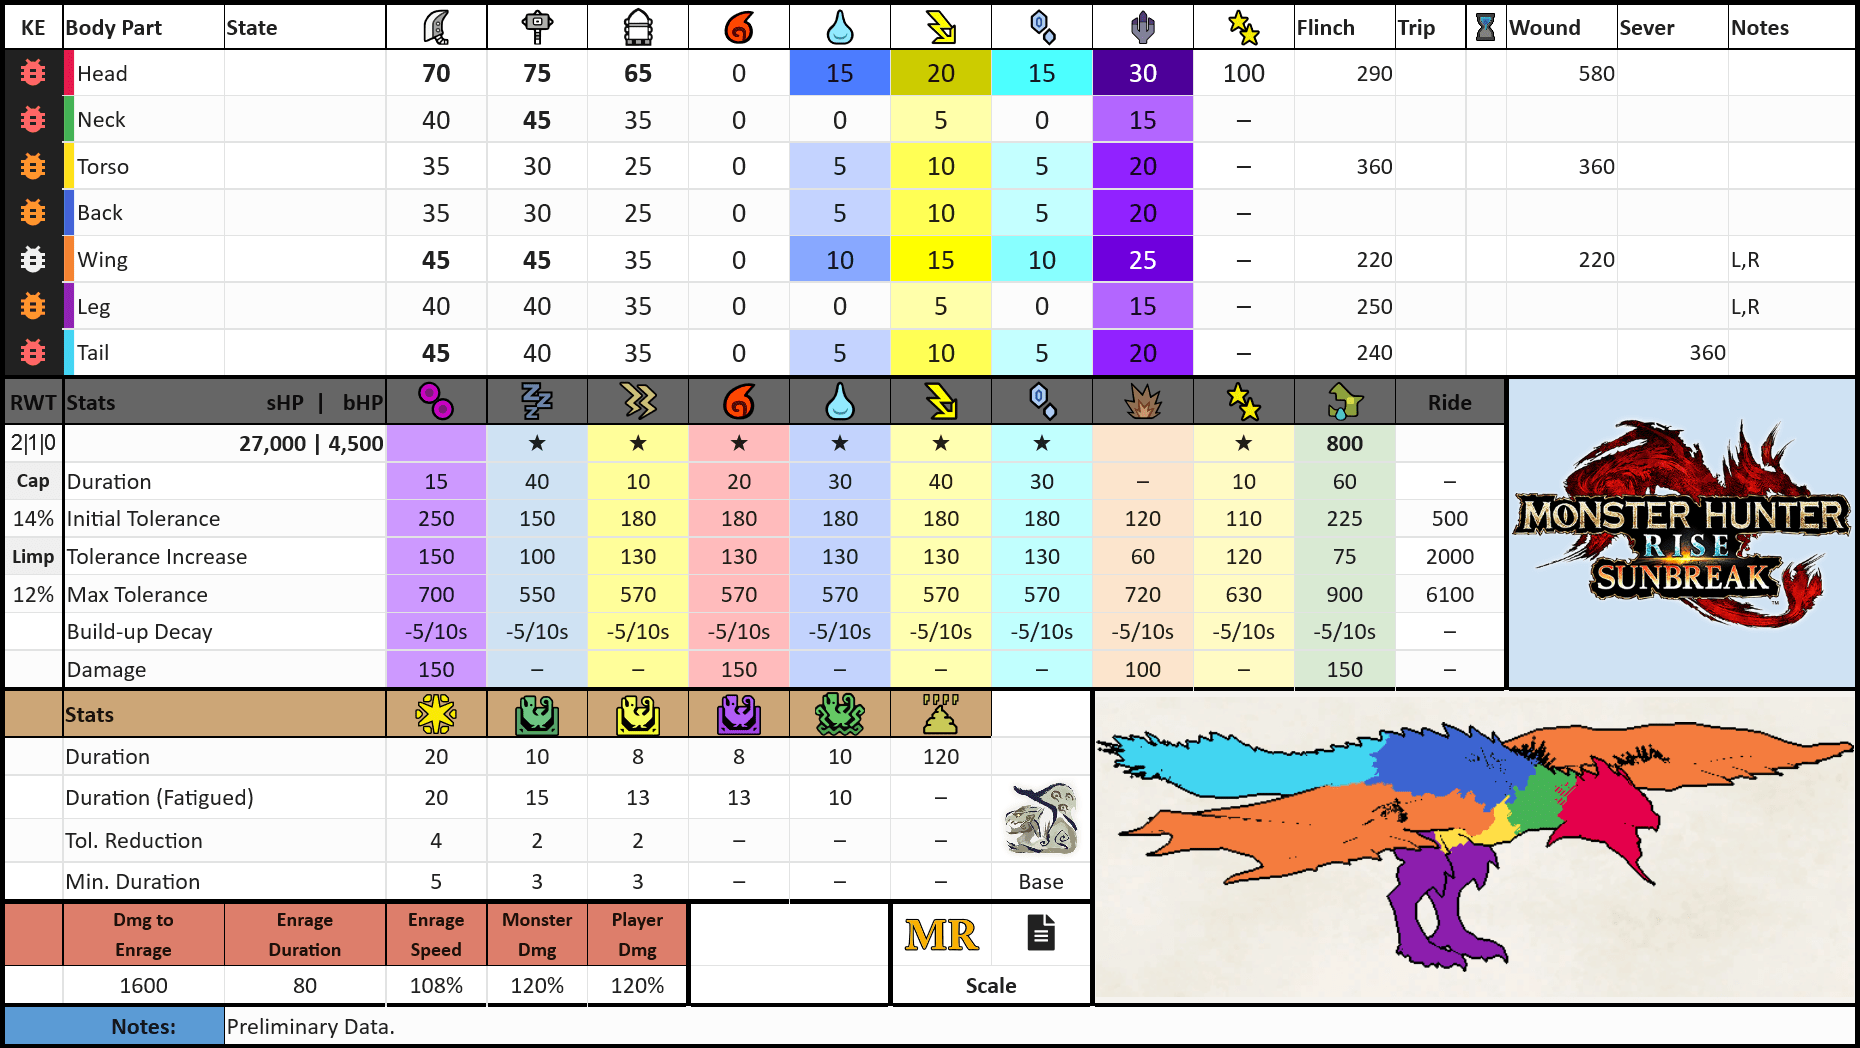 KE Body Part State Flinch Trip Wound Sever Notes
Head 70 75 65 0 15 20 15 30 100 290 580
Neck 40 45 35 0 0 5 0 15 –
Torso 35 30 25 0 5 10 5 20 – 360 360
Back 35 30 25 0 5 10 5 20 –
Wing 45 45 35 0 10 15 10 25 – 220 220 L,R
Leg 40 40 35 0 0 5 0 15 – 250 L,R
Tail 45 40 35 0 5 10 5 20 – 240 360
RWT Stats sHP | bHP Ride
2|1|0 27,000 | 4,500 ★ ★ ★ ★ ★ ★ ★ 800
Cap Duration 15 40 10 20 30 40 30 – 10 60 –
14% Initial Tolerance 250 150 180 180 180 180 180 120 110 225 500
Limp Tolerance Increase 150 100 130 130 130 130 130 60 120 75 2000
12% Max Tolerance 700 550 570 570 570 570 570 720 630 900 6100
Build-up Decay -5/10s -5/10s -5/10s -5/10s -5/10s -5/10s -5/10s -5/10s -5/10s -5/10s –
Damage 150 – – 150 – – – 100 – 150 –
MONSTER HUNTER
RISE
SUNBREAK
™
Stats
Duration 20 10 8 8 10 120
Duration (Fatigued) 20 15 13 13 10 –
Tol. Reduction 4 2 2 – – –
Min. Duration 5 3 3 – – – Base
Dmg to Enrage Enrage Monster Player
Enrage Duration Speed Dmg Dmg
MR
1600 80 108% 120% 120% Scale
Notes: Preliminary Data.